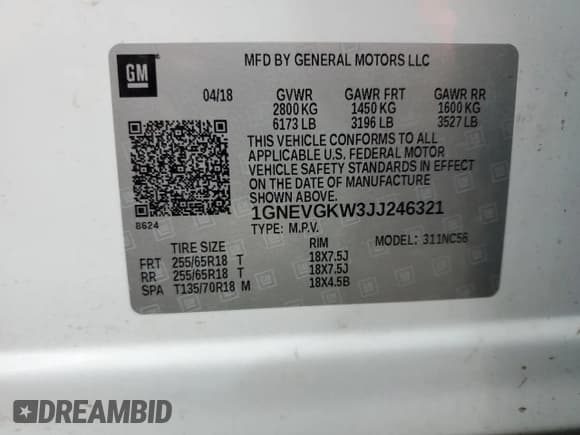 GM
MFD BY GENERAL MOTORS LLC
04/18 GVWR GAWR FRT GAWR RR
2800 KG 1450 KG 1600 KG
6173 LB 3196 LB 3527 LB
THIS VEHICLE CONFORMS TO ALL
APPLICABLE U.S. FEDERAL MOTOR
VEHICLE SAFETY STANDARDS IN EFFECT
ON THE DATE OF MANUFACTURE
SHOWN ABOVE.
8624
1GNEVGKW3JJ246321
TYPE: M.P.V. MODEL: 311NC56
TIRE SIZE RIM
FRT 255/65R18 T 18X7.5J
RR 255/65R18 T 18X7.5J
SPA T135/70R18 M 18X4.5B
DREAMBID